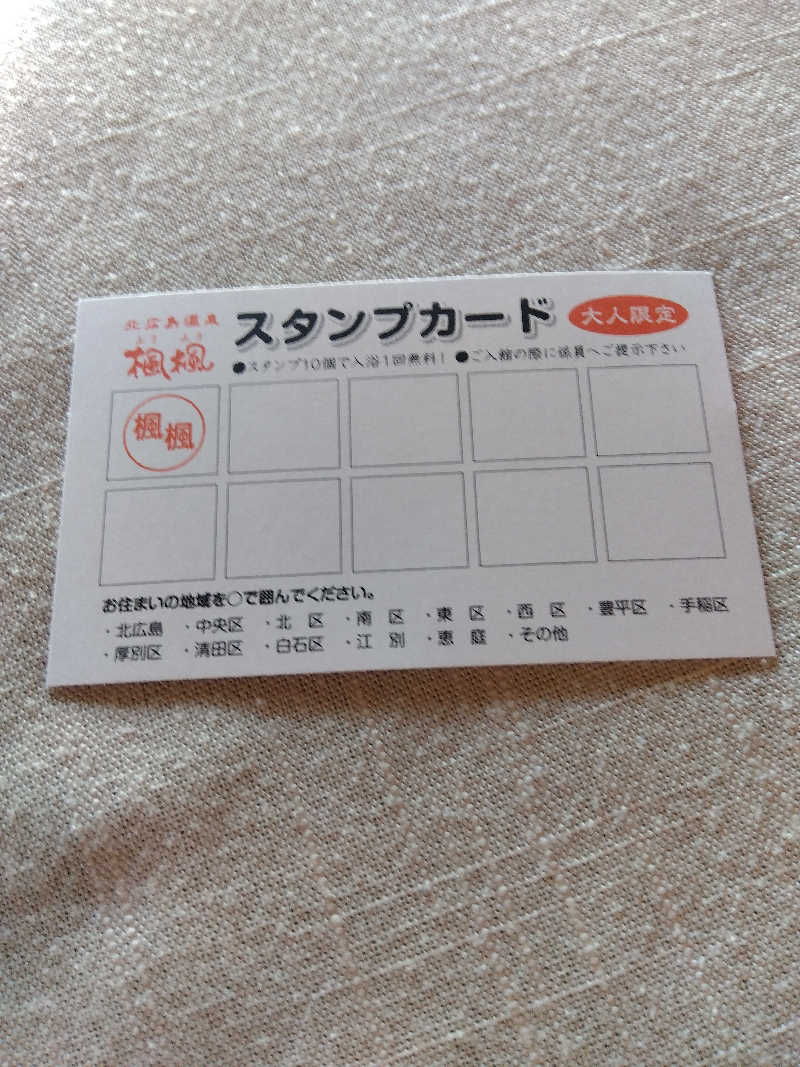 北広島温泉
ふう ふう
楓楓
スタンプカード
大人限定
●スタンプ10個で入浴1回無料! ●ご入館の際に係員へご提示下さい
楓楓
お住まいの地域を○で囲んでください。
・北広島 ・中央区 ・北 区 ・南 区 ・東 区 ・西 区 ・豊平区 ・手稲区
・厚別区 ・清田区 ・白石区 ・江 別 ・恵 庭 ・その他